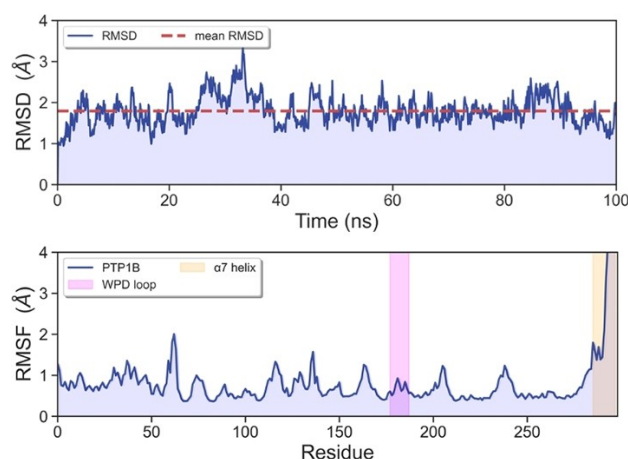 4
RMSD
mean RMSD
3
2
1
0
RMSD (Å)
0 20 40 60 80 100
Time (ns)
4
PTP1B
α7 helix
WPD loop
3
2
1
0
RMSF (Å)
0 50 100 150 200 250
Residue